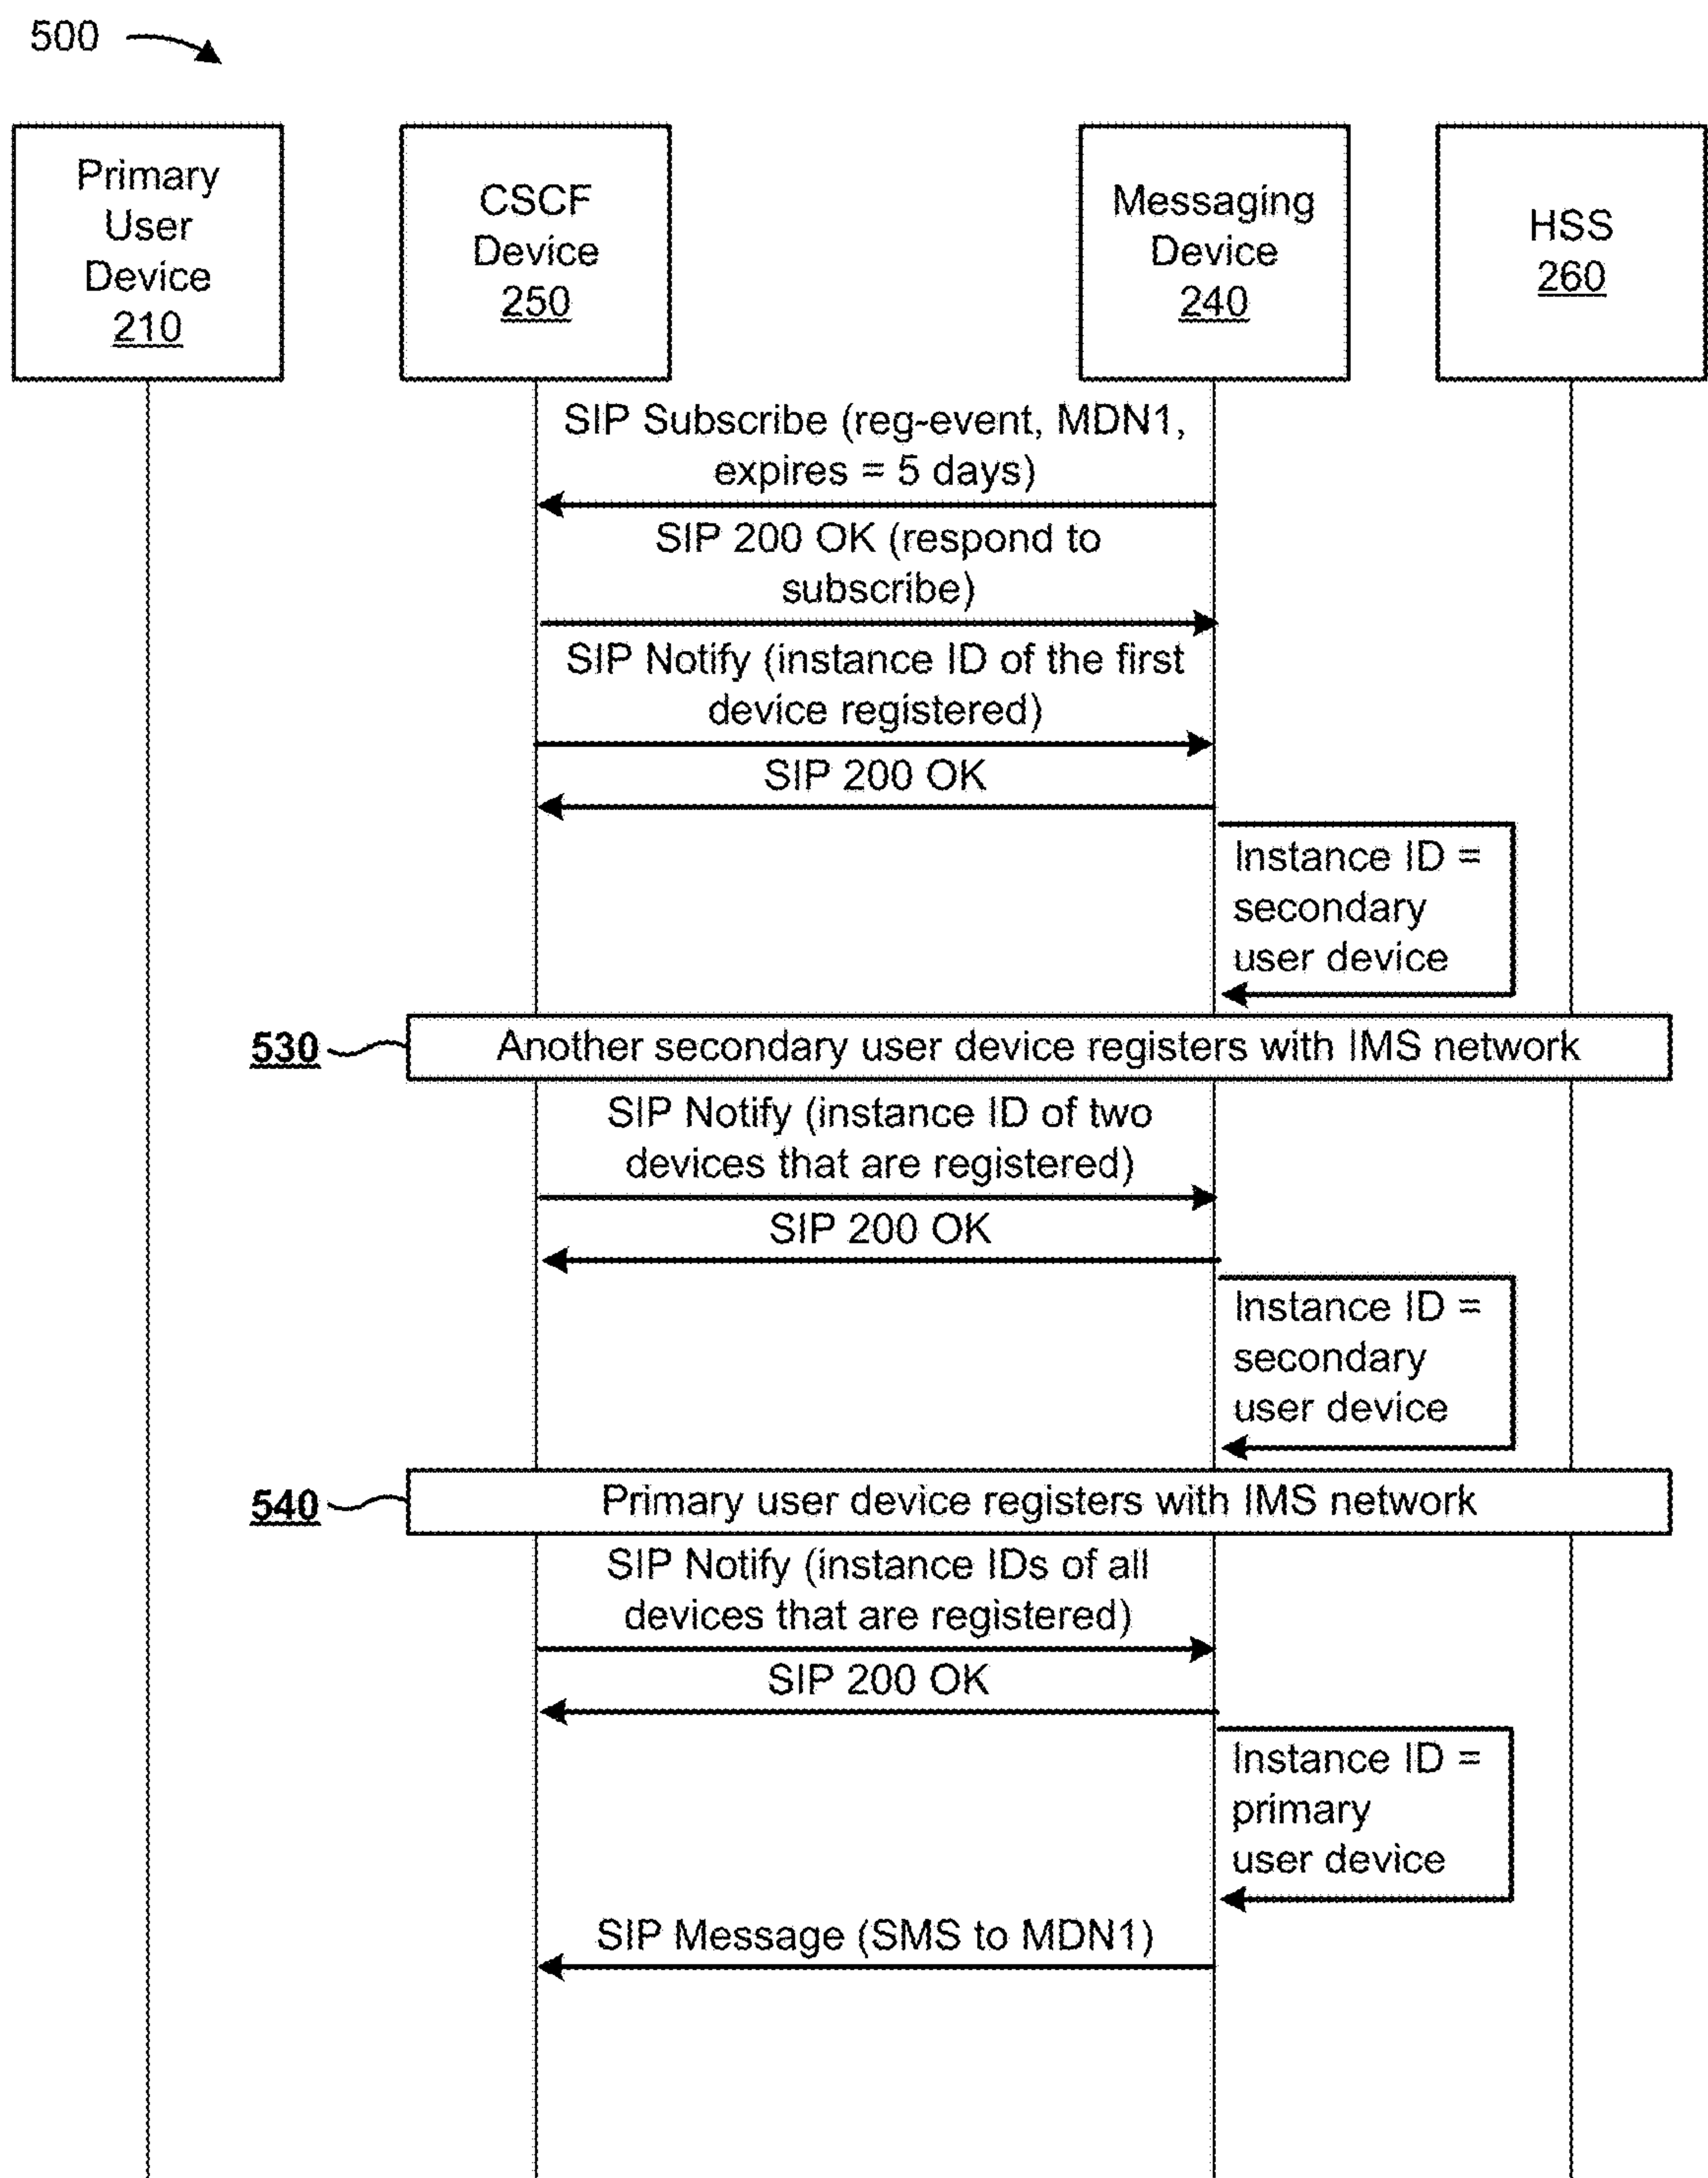 500
Primary
User
Device
210
CSCF
Device
250
Messaging
Device
240
HSS
260
SIP Subscribe (reg-event, MDN1,
expires = 5 days)
SIP 200 OK (respond to
subscribe)
SIP Notify (instance ID of the first
device registered)
SIP 200 OK
Instance ID =
secondary
user device
530
Another secondary user device registers with IMS network
SIP Notify (instance ID of two
devices that are registered)
SIP 200 OK
Instance ID =
secondary
user device
540
Primary user device registers with IMS network
SIP Notify (instance IDs of all
devices that are registered)
SIP 200 OK
Instance ID =
primary
user device
SIP Message (SMS to MDN1)